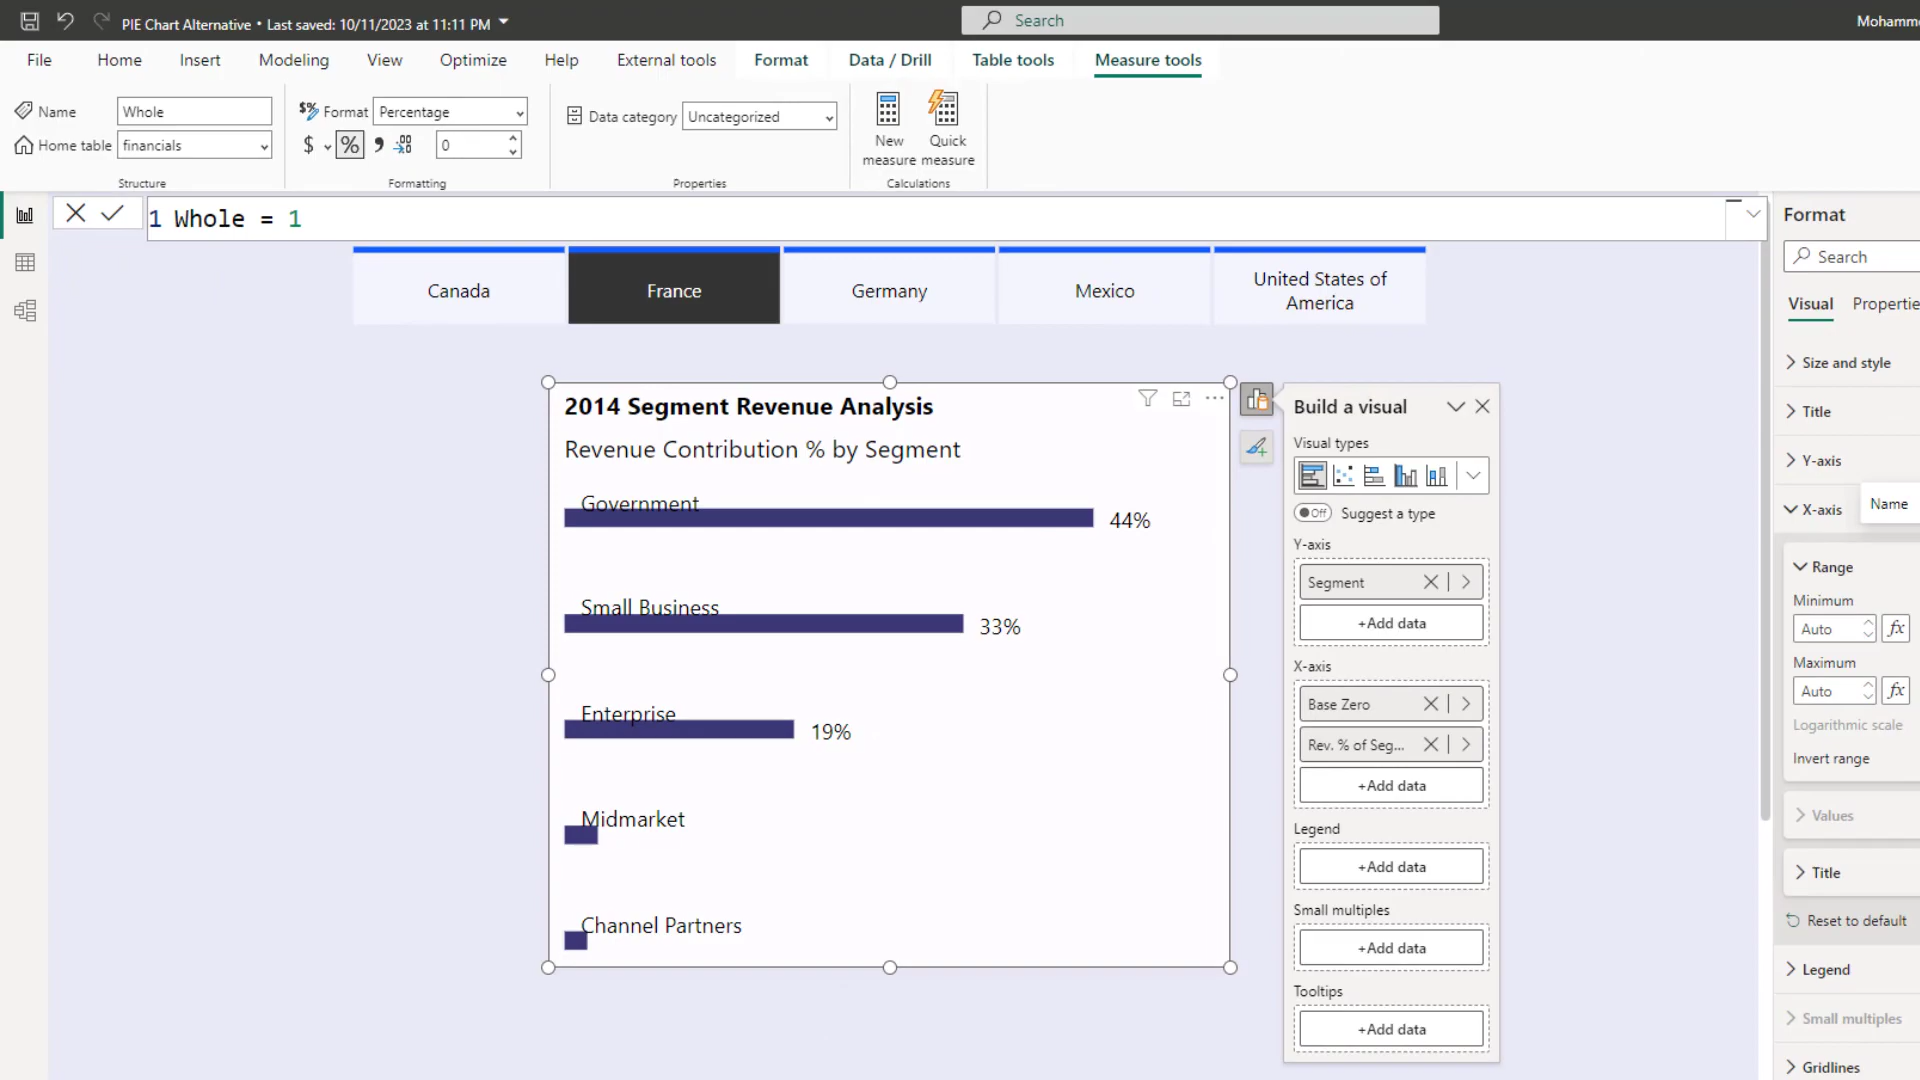 PIE Chart Alternative • Last saved: 10/11/2023 at 11:11 PM
Search
Mohamm
File Home Insert Modeling View Optimize Help External tools Format Data / Drill Table tools Measure tools
Name Whole
Format Percentage
Data category Uncategorized
New measure
Quick measure
Home table financials
$ % 0
Structure
Formatting
Properties
Calculations
1 Whole = 1
Canada
France
Germany
Mexico
United States of
America
2014 Segment Revenue Analysis
Revenue Contribution % by Segment
Government
44%
Small Business
33%
Enterprise
19%
Midmarket
Channel Partners
Build a visual
Visual types
Off Suggest a type
Y-axis
Segment
+Add data
X-axis
Base Zero
Rev. % of Seg...
+Add data
Legend
+Add data
Small multiples
+Add data
Tooltips
+Add data
Format
Search
Visual Propertie
Size and style
Title
Y-axis
X-axis
Name
Range
Minimum
Auto fx
Maximum
Auto fx
Logarithmic scale
Invert range
Values
Title
Reset to default
Legend
Small multiples
Gridlines